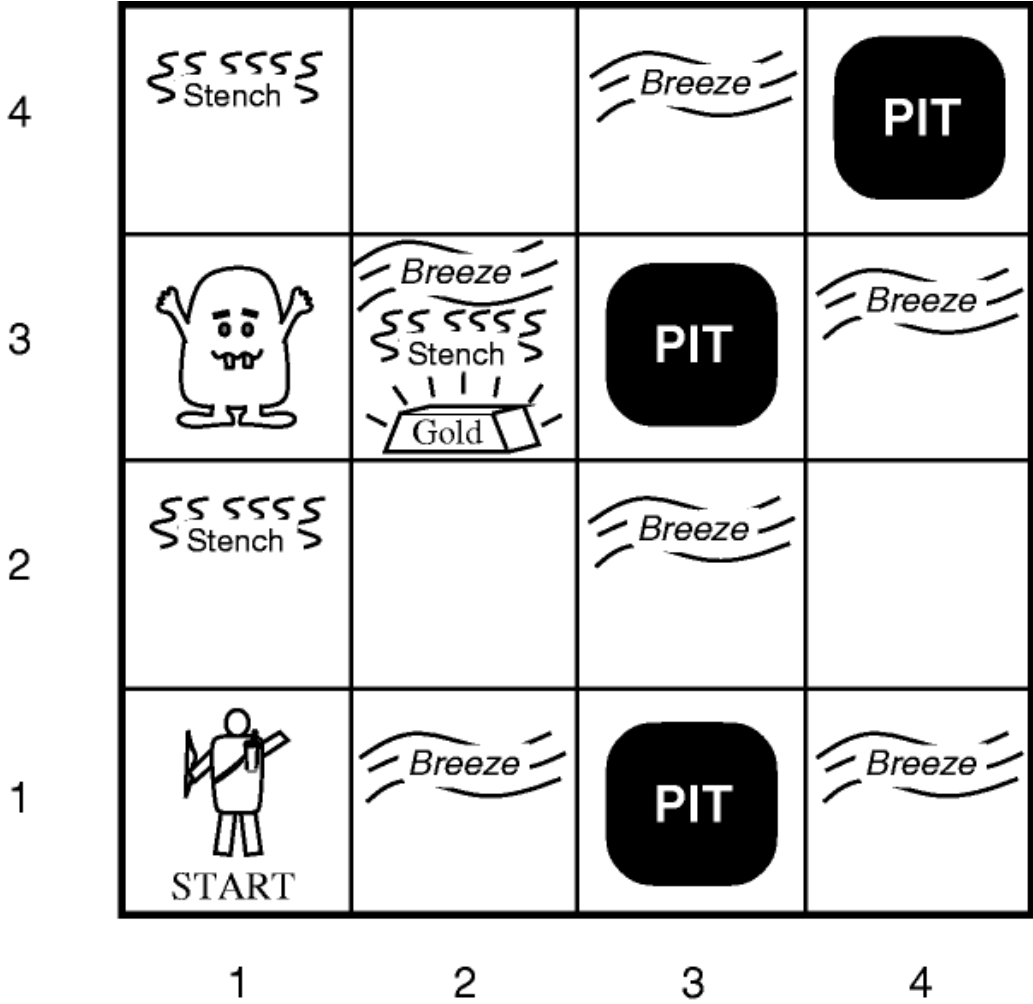 4 Stench Breeze PIT
Breeze
3 PIT Breeze
Stench
Gold
2 Stench Breeze
1 Breeze PIT Breeze
START
1 2 3 4